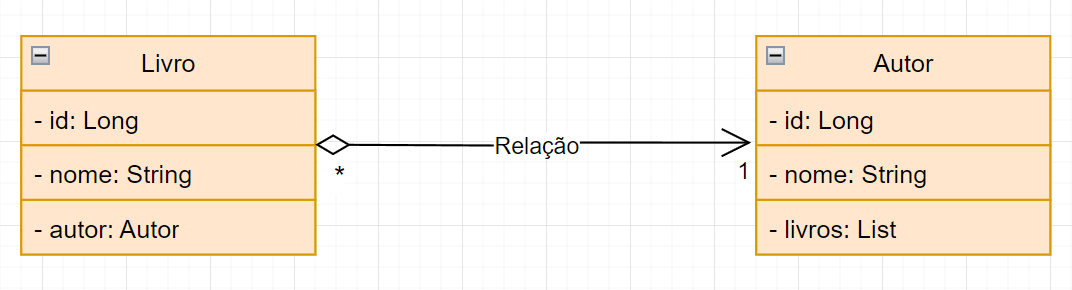 Livro
- id: Long
- nome: String
- autor: Autor
*
Relação
1
Autor
- id: Long
- nome: String
- livros: List